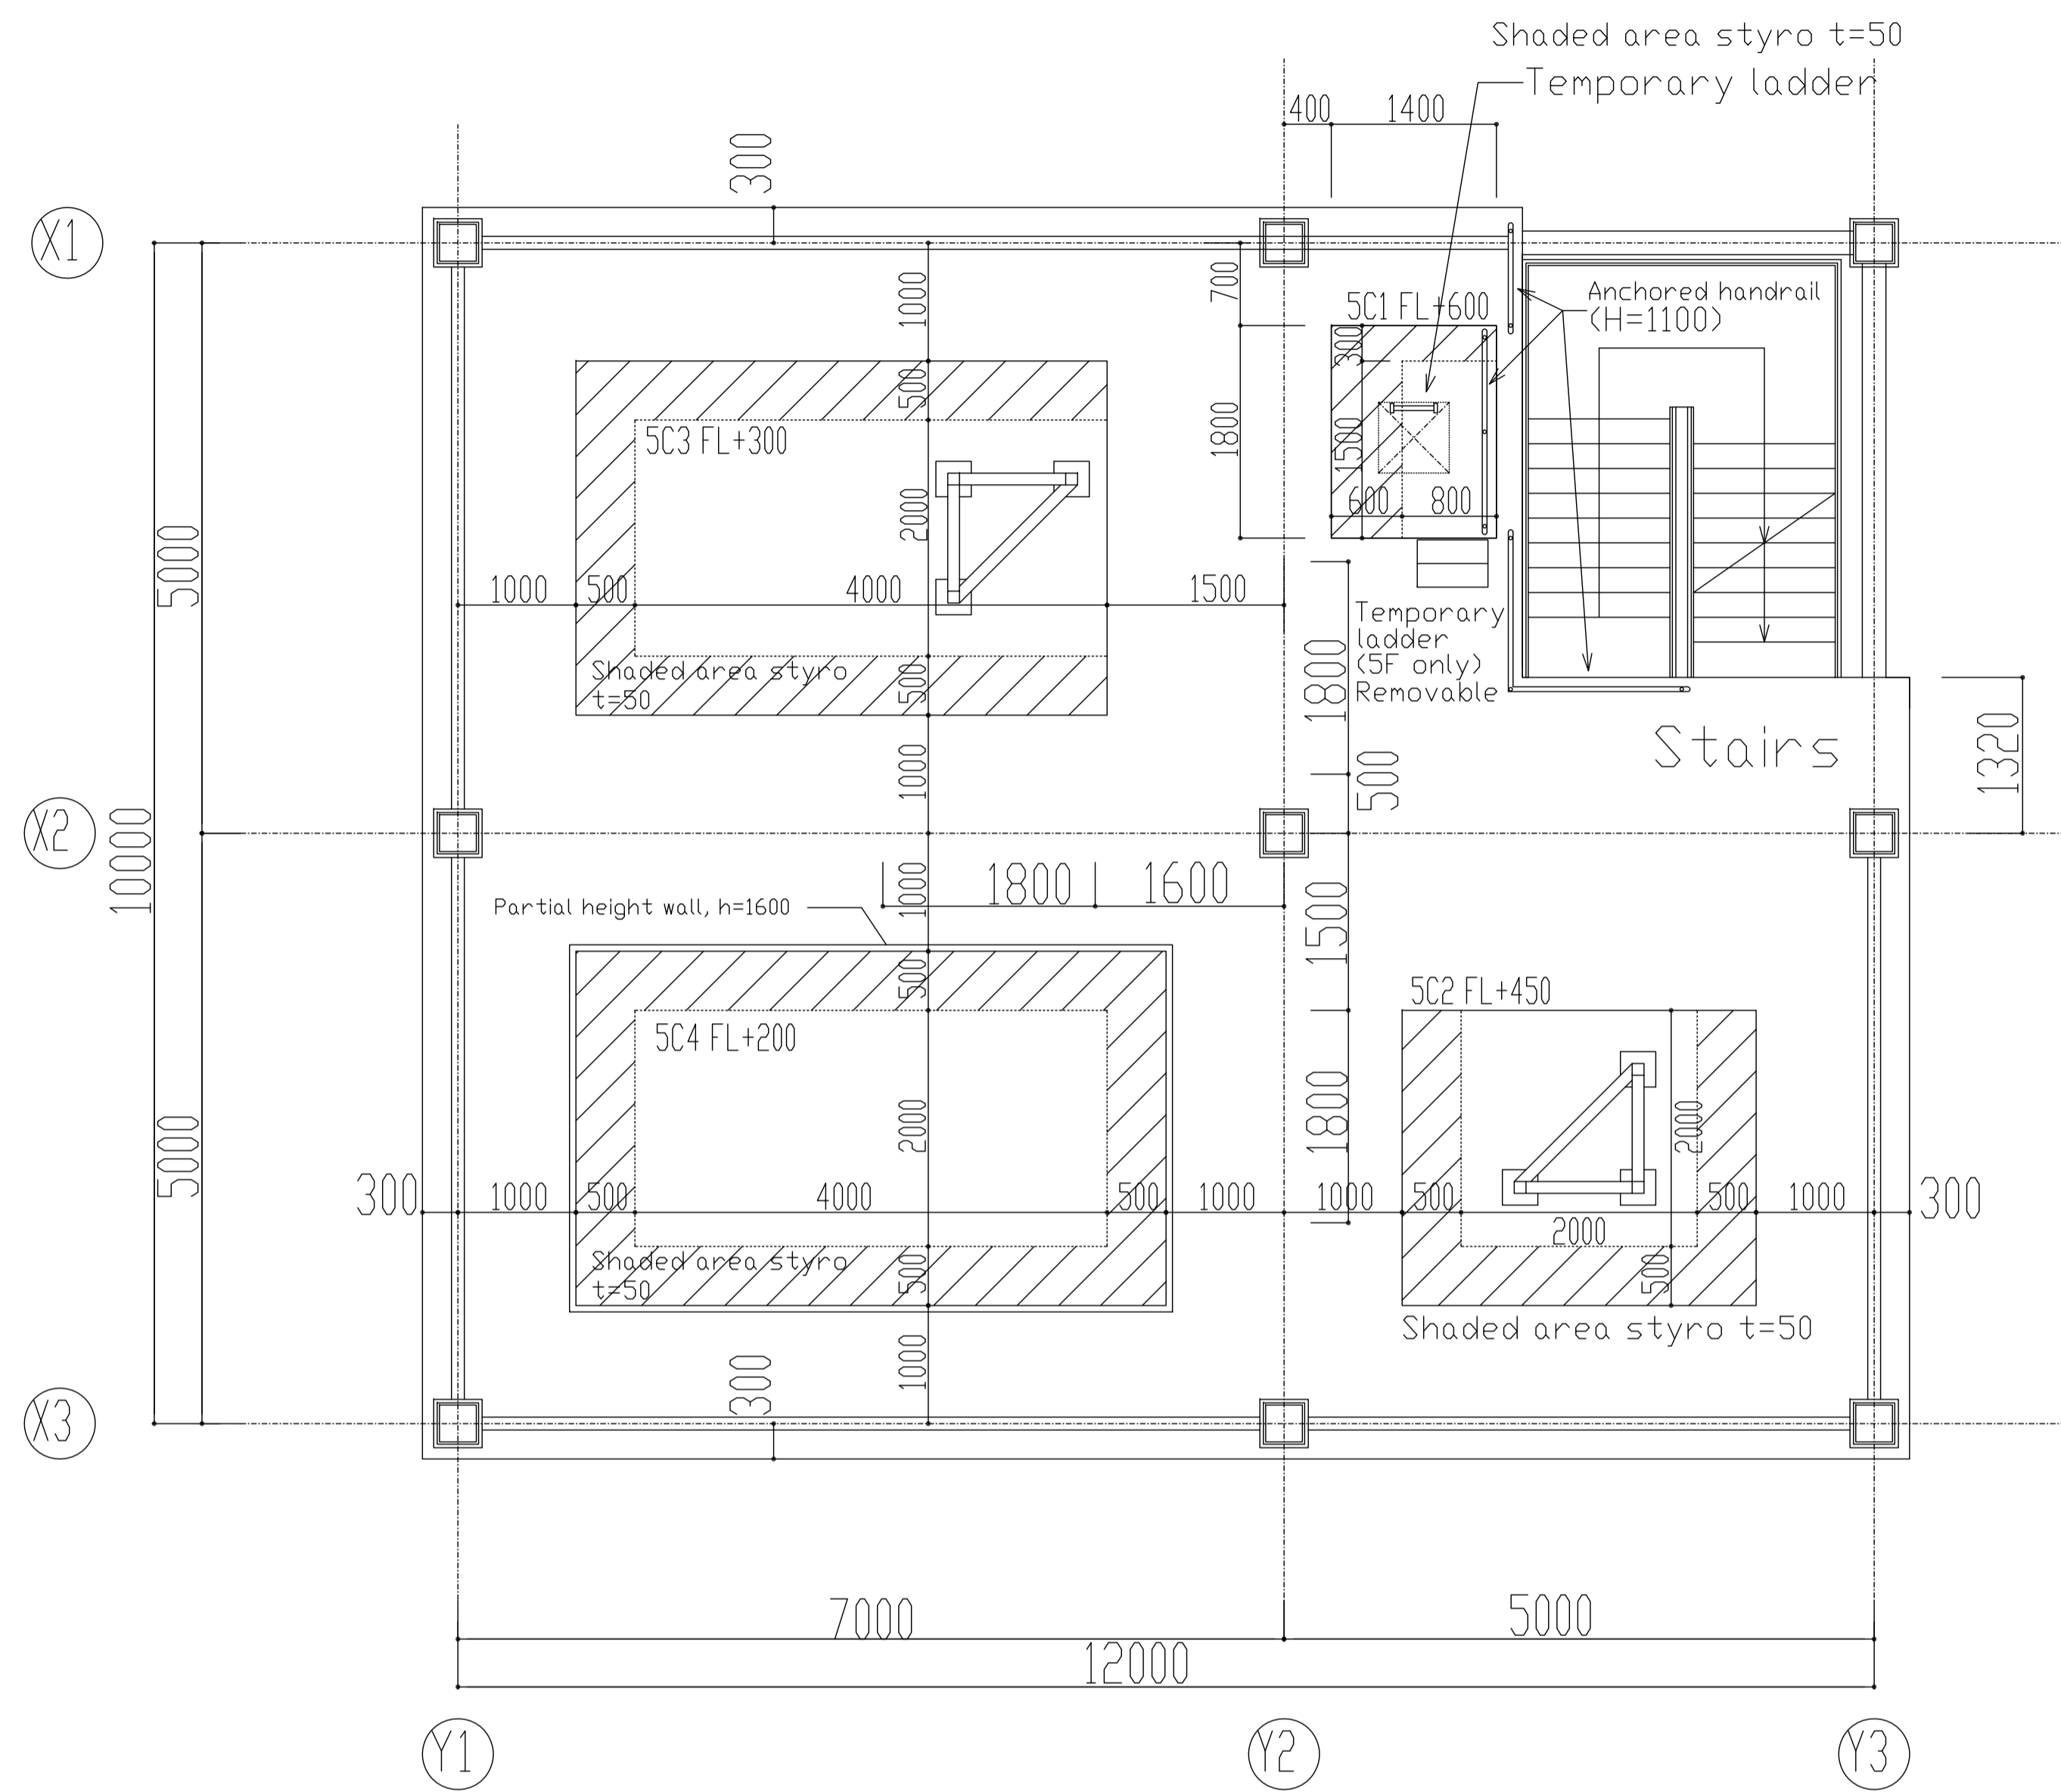 Shaded area styro t=50
Temporary ladder
400
1400
300
X1
1000
700
5C1 FL+600
Anchored handrail
(H=1100)
300
500
1800
1500
5C3 FL+300
2000
600
800
5000
1000
500
4000
1500
Temporary
ladder
(5F only)
Removable
1800
Shaded area styro
t=50
500
Stairs
1320
1000
500
X2
10000
1000
1800
1600
1500
Partial height wall, h=1600
500
5C2 FL+450
5C4 FL+200
2000
1800
2000
5000
300
1000
500
4000
500
1000
1000
500
500
1000
300
2000
Shaded area styro
t=50
500
500
Shaded area styro t=50
1000
300
X3
7000
5000
12000
Y1
Y2
Y3